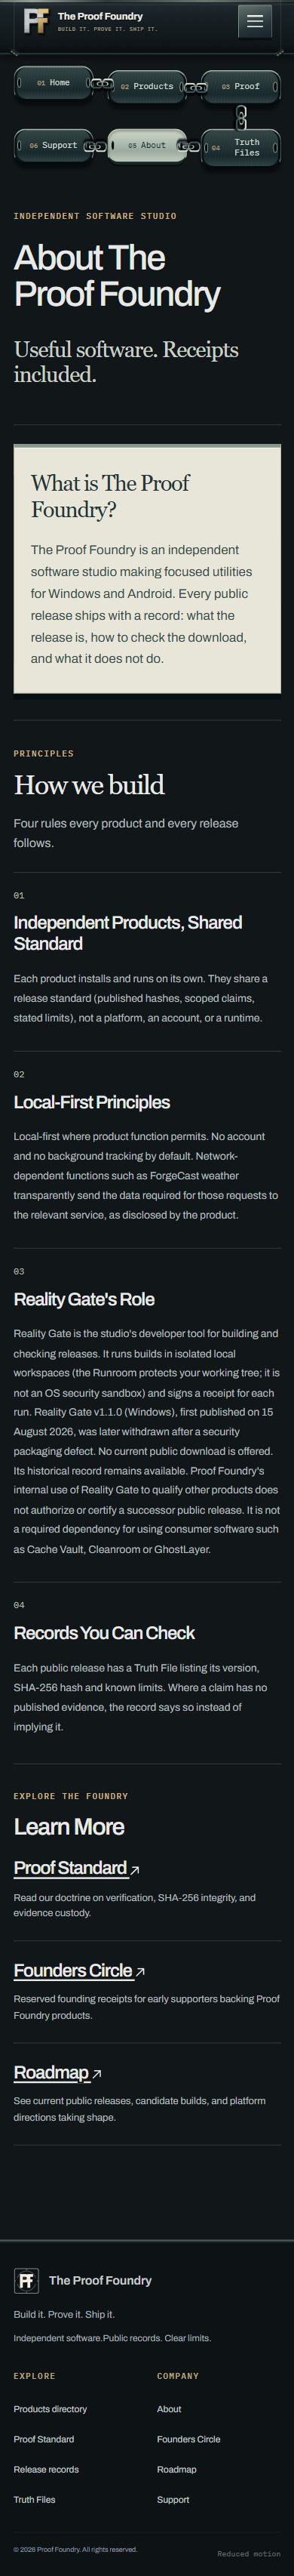 The Proof Foundry
BUILD IT. PROVE IT. SHIP IT.
01 Home
02 Products
03 Proof
06 Support
05 About
04 Truth
Files
INDEPENDENT SOFTWARE STUDIO
About The
Proof Foundry
Useful software. Receipts
included.
What is The Proof
Foundry?
The Proof Foundry is an independent
software studio making focused utilities
for Windows and Android. Every public
release ships with a record: what the
release is, how to check the download,
and what it does not do.
PRINCIPLES
How we build
Four rules every product and every release
follows.
01
Independent Products, Shared
Standard
Each product installs and runs on its own. They share a
release standard (published hashes, scoped claims,
stated limits), not a platform, an account, or a runtime.
02
Local-First Principles
Local-first where product function permits. No account
and no background tracking by default. Network-
dependent functions such as ForgeCast weather
transparently send the data required for those requests to
the relevant service, as disclosed by the product.
03
Reality Gate's Role
Reality Gate is the studio's developer tool for building and
checking releases. It runs builds in isolated local
workspaces (the Runroom protects your working tree; it is
not an OS security sandbox) and signs a receipt for each
run. Reality Gate v1.1.0 (Windows), first published on 15
August 2026, was later withdrawn after a security
packaging defect. No current public download is offered.
Its historical record remains available. Proof Foundry's
internal use of Reality Gate to qualify other products does
not authorize or certify a successor public release. It is not
a required dependency for using consumer software such
as Cache Vault, Cleanroom or GhostLayer.
04
Records You Can Check
Each public release has a Truth File listing its version,
SHA-256 hash and known limits. Where a claim has no
published evidence, the record says so instead of
implying it.
EXPLORE THE FOUNDRY
Learn More
Proof Standard ↗
Read our doctrine on verification, SHA-256 integrity, and
evidence custody.
Founders Circle ↗
Reserved founding receipts for early supporters backing Proof
Foundry products.
Roadmap ↗
See current public releases, candidate builds, and platform
directions taking shape.
The Proof Foundry
Build it. Prove it. Ship it.
Independent software.Public records. Clear limits.
EXPLORE
COMPANY
Products directory
About
Proof Standard
Founders Circle
Release records
Roadmap
Truth Files
Support
© 2026 Proof Foundry. All rights reserved.
Reduced motion